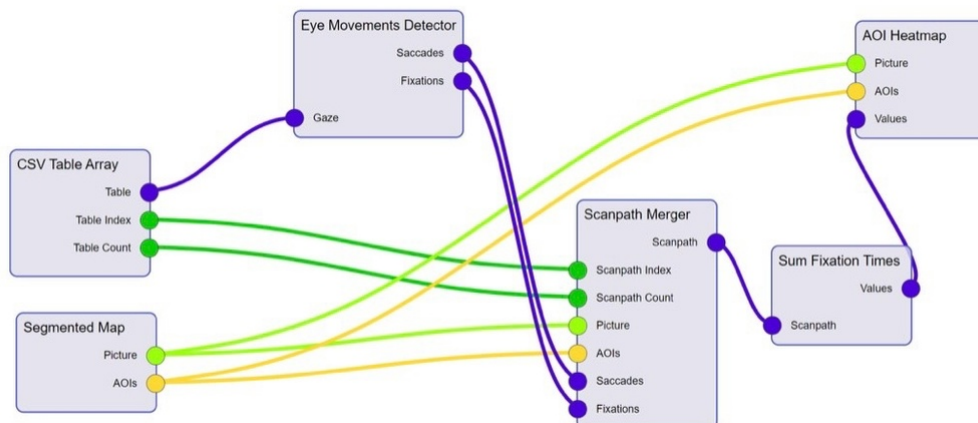 Eye Movements Detector
Saccades
Fixations
Gaze
CSV Table Array
Table
Table Index
Table Count
Segmented Map
Picture
AOIs
Scanpath Merger
Scanpath
Scanpath Index
Scanpath Count
Picture
AOIs
Saccades
Fixations
Sum Fixation Times
Values
Scanpath
AOI Heatmap
Picture
AOIs
Values